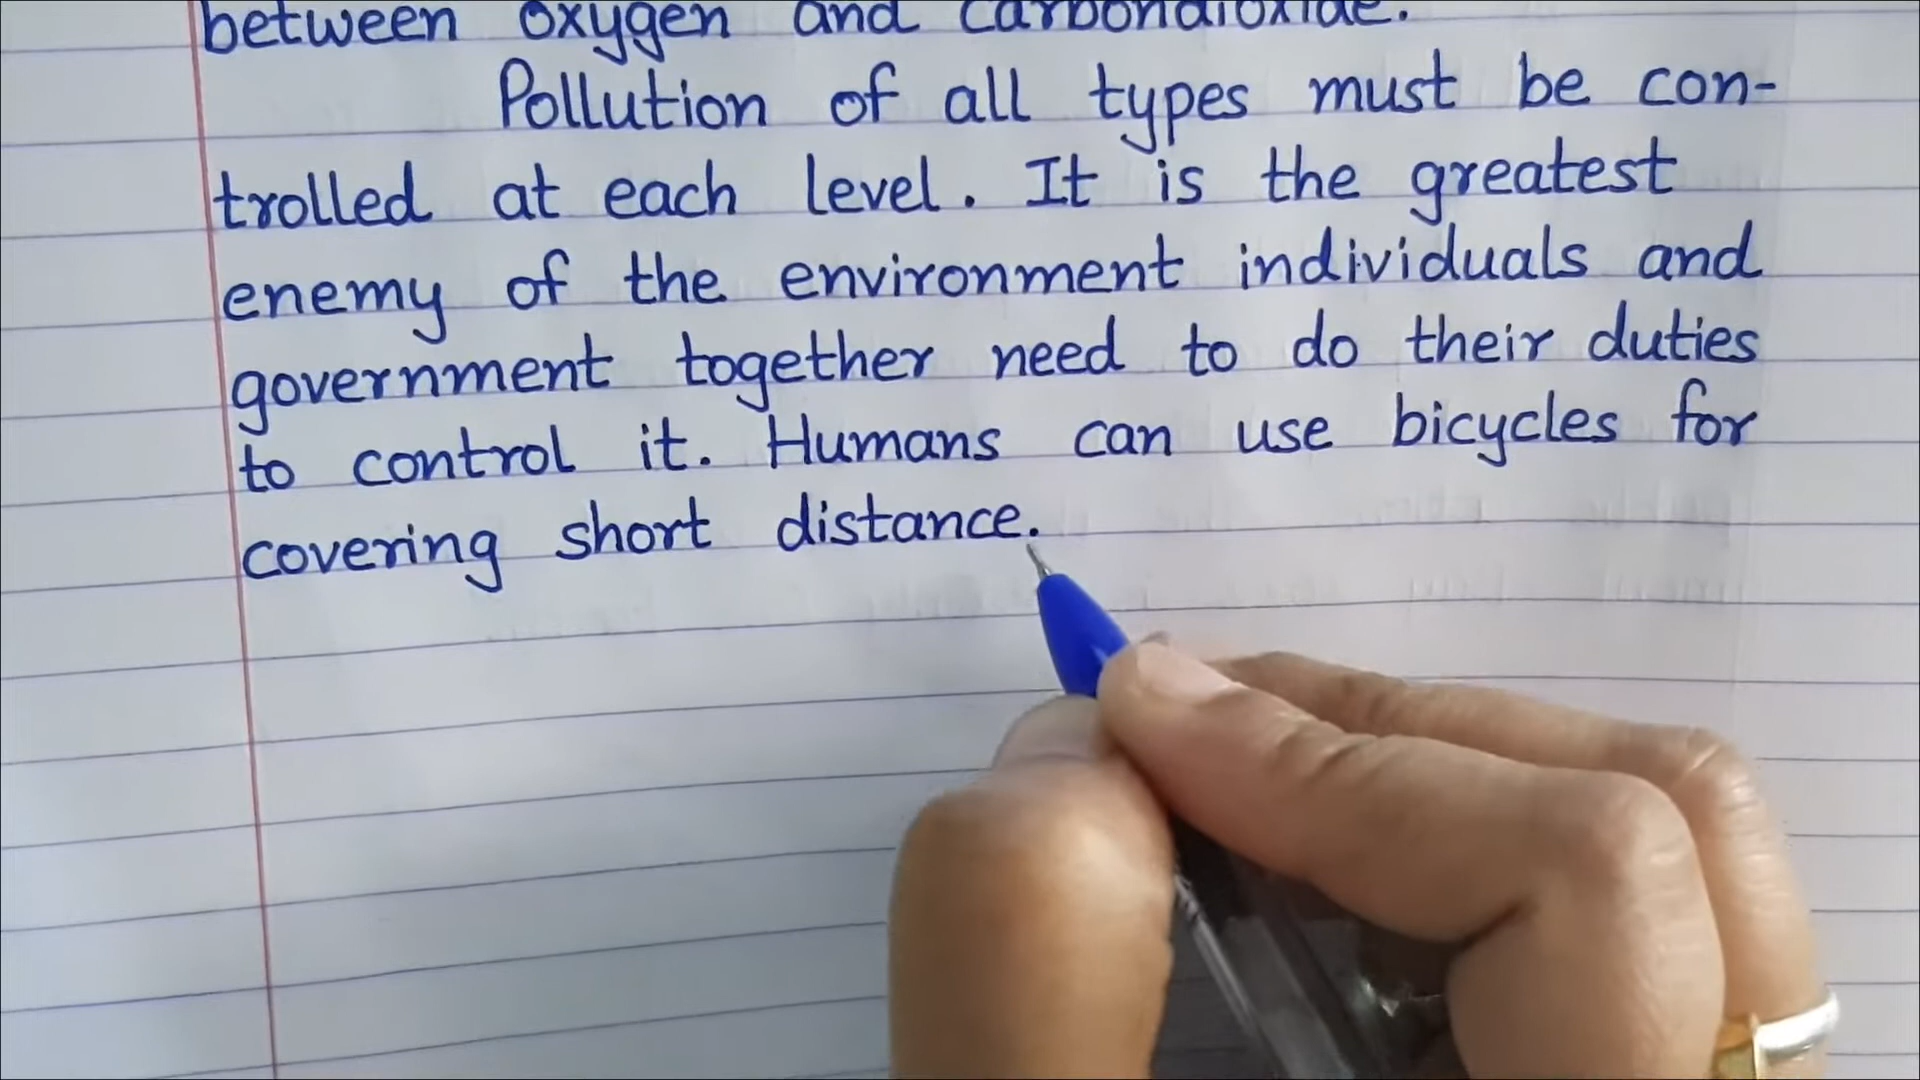 between oxygen and carbondioxide.
Pollution of all types must be con-
trolled at each level. It is the greatest
enemy of the environment individuals and
government together need to do their duties
to control it. Humans can use bicycles for
covering short distance.